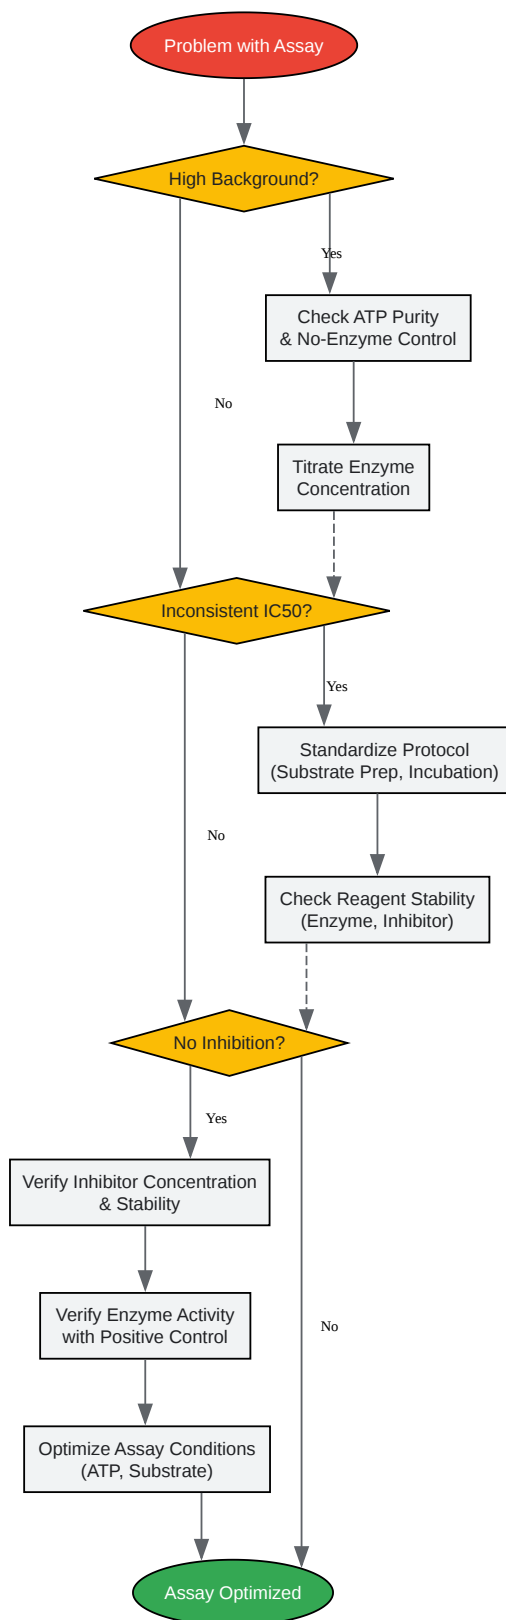 Problem with Assay
High Background?
Yes
Check ATP Purity
& No-Enzyme Control
No
Titrate Enzyme
Concentration
Inconsistent IC50?
Yes
Standardize Protocol
(Substrate Prep, Incubation)
No
Check Reagent Stability
(Enzyme, Inhibitor)
No Inhibition?
Yes
Verify Inhibitor Concentration
& Stability
Verify Enzyme Activity
with Positive Control
No
Optimize Assay Conditions
(ATP, Substrate)
Assay Optimized